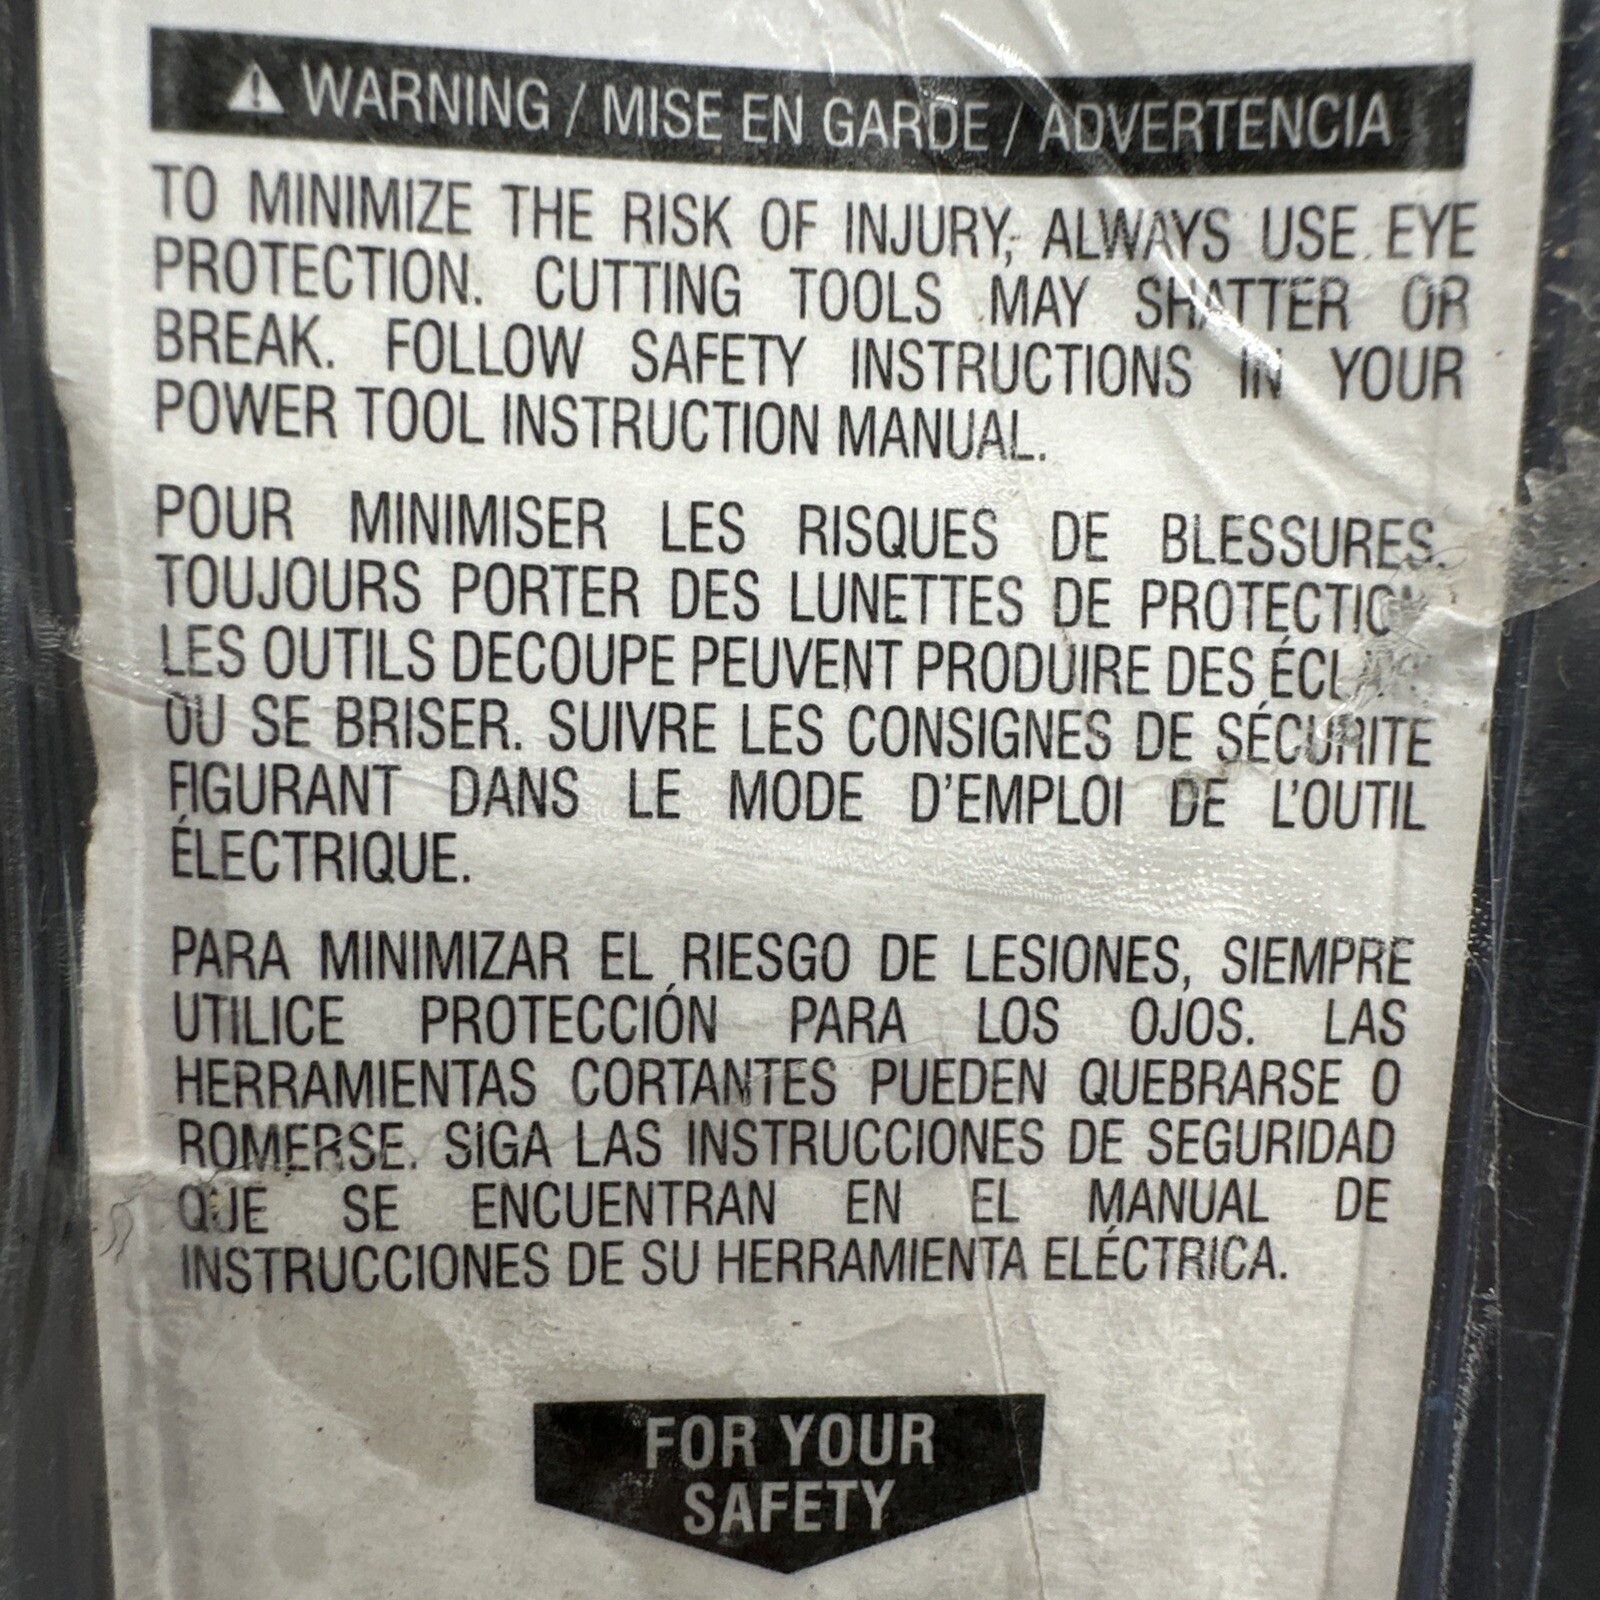 ⚠ WARNING / MISE EN GARDE / ADVERTENCIA
TO MINIMIZE THE RISK OF INJURY, ALWAYS USE EYE
PROTECTION. CUTTING TOOLS MAY SHATTER OR
BREAK. FOLLOW SAFETY INSTRUCTIONS IN YOUR
POWER TOOL INSTRUCTION MANUAL.
POUR MINIMISER LES RISQUES DE BLESSURES.
TOUJOURS PORTER DES LUNETTES DE
LES OUTILS DECOUPE PEUVENT PRODUIRE DES
OU SE BRISER. SUIVRE LES CONSIGNES DE SÉCURITE
FIGURANT DANS LE MODE D'EMPLOI DE L'OUTIL
ÉLECTRIQUE.
PARA MINIMIZAR EL RIESGO DE LESIONES, SIEMPRE
UTILICE PROTECCIÓN PARA LOS OJOS. LAS
HERRAMIENTAS CORTANTES PUEDEN QUEBRARSE O
ROMERSE. SIGA LAS INSTRUCCIONES DE SEGURIDAD
QUE SE ENCUENTRAN EN EL MANUAL DE
INSTRUCCIONES DE SU HERRAMIENTA ELÉCTRICA.
FOR YOUR
SAFETY